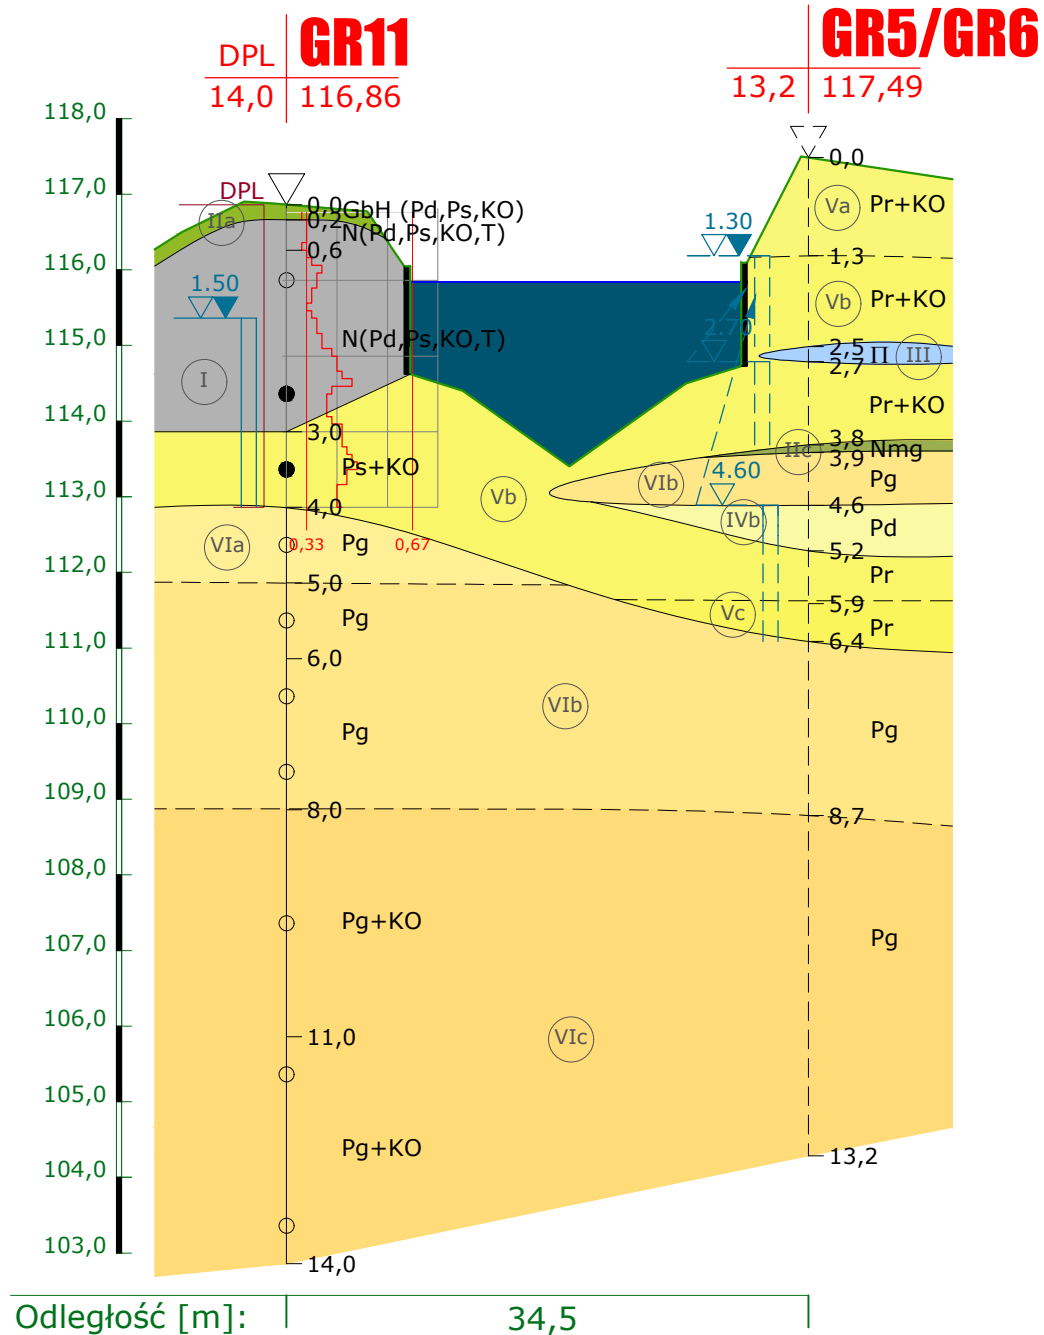 GR11
GR5/GR6
DPL
14,0 116,86
13,2 117,49
118,0
117,0
116,0
115,0
114,0
113,0
112,0
111,0
110,0
109,0
108,0
107,0
106,0
105,0
104,0
103,0
DPL
IIa
0,0
GbH (Pd,Ps,KO)
0,2
N(Pd,Ps,KO,T)
0,6
1.50
N(Pd,Ps,KO,T)
I
3,0
Ps+KO
4,0
0,33
0,67
VIa
Pg
5,0
Pg
6,0
Pg
8,0
Pg+KO
11,0
Pg+KO
14,0
Vb
VIb
VIc
0,0
Va
Pr+KO
1.30
1,3
Vb
Pr+KO
2.70
2,5
П
III
2,7
Pr+KO
3,8
IIc
Nmg
3,9
VIb
Pg
4.60
4,6
IVb
Pd
5,2
Pr
5,9
Vc
Pr
6,4
Pg
8,7
Pg
13,2
Odległość [m]:
34,5